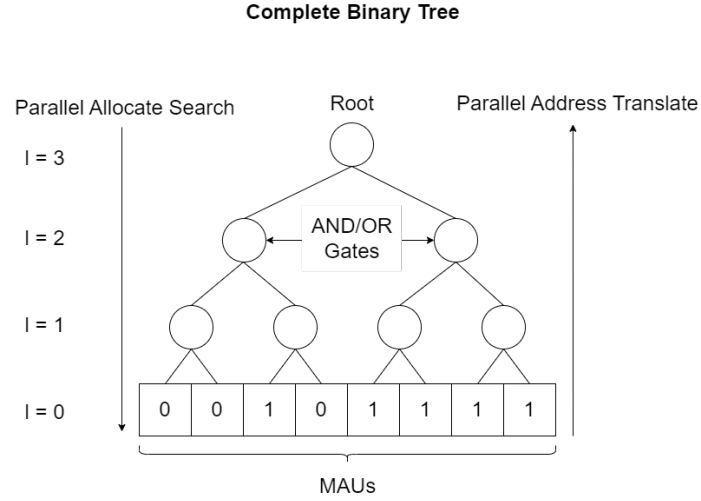 Complete Binary Tree
Parallel Allocate Search
Root
Parallel Address Translate
l = 3
l = 2
AND/OR
Gates
l = 1
l = 0
0 0 1 0 1 1 1 1
MAUs